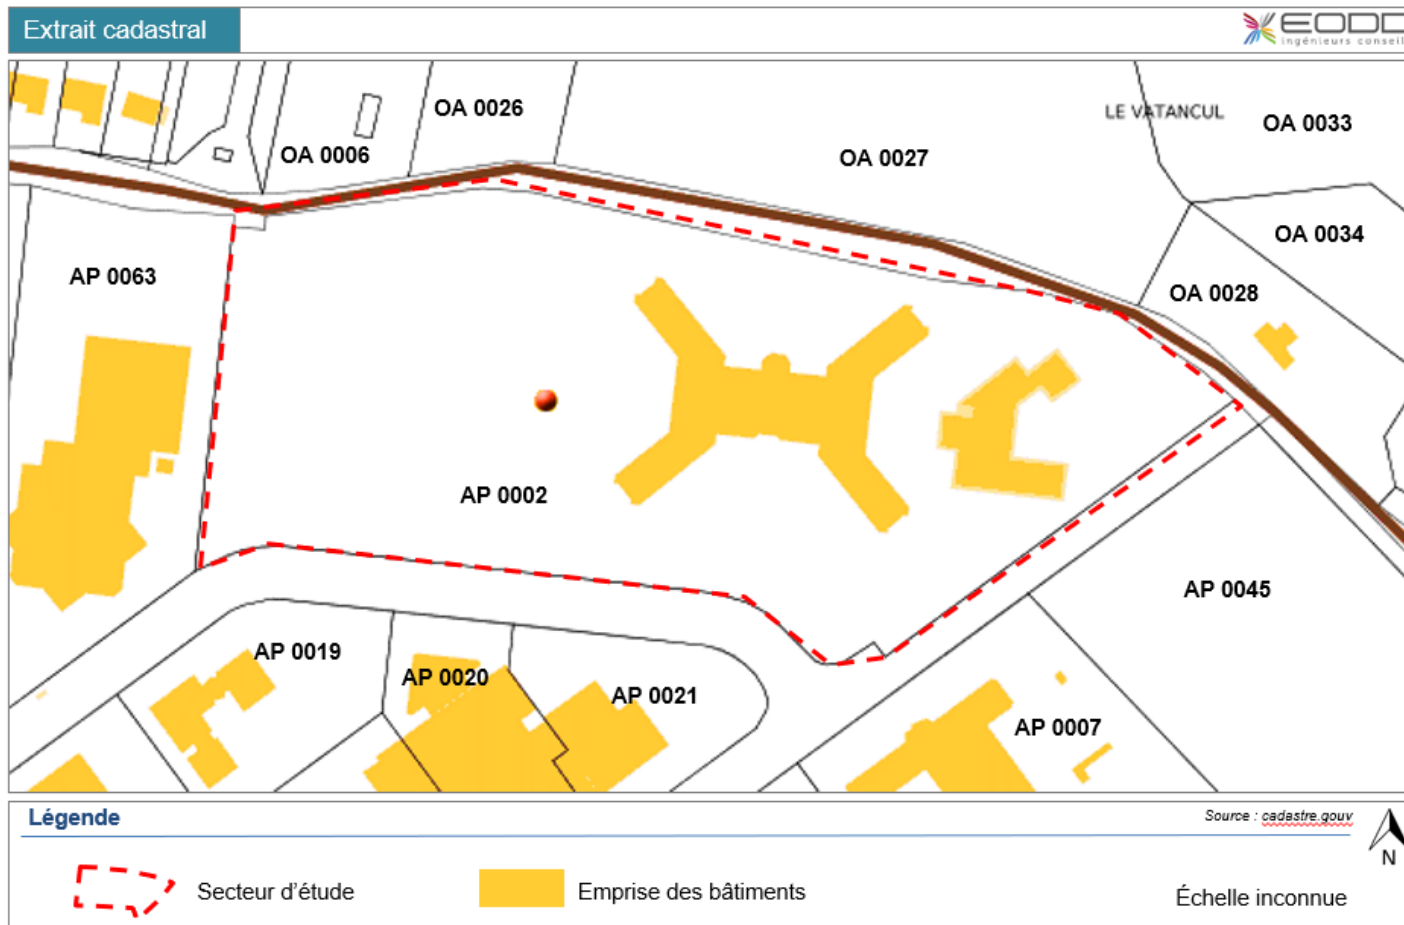 Extrait cadastral
EODD
ingénieurs conseil
OA 0026
LE VATANCUL
OA 0033
OA 0006
OA 0027
OA 0034
AP 0063
OA 0028
AP 0002
AP 0045
AP 0019
AP 0020
AP 0021
AP 0007
Légende
Source : cadastre.gouv
N
Secteur d'étude
Emprise des bâtiments
Échelle inconnue